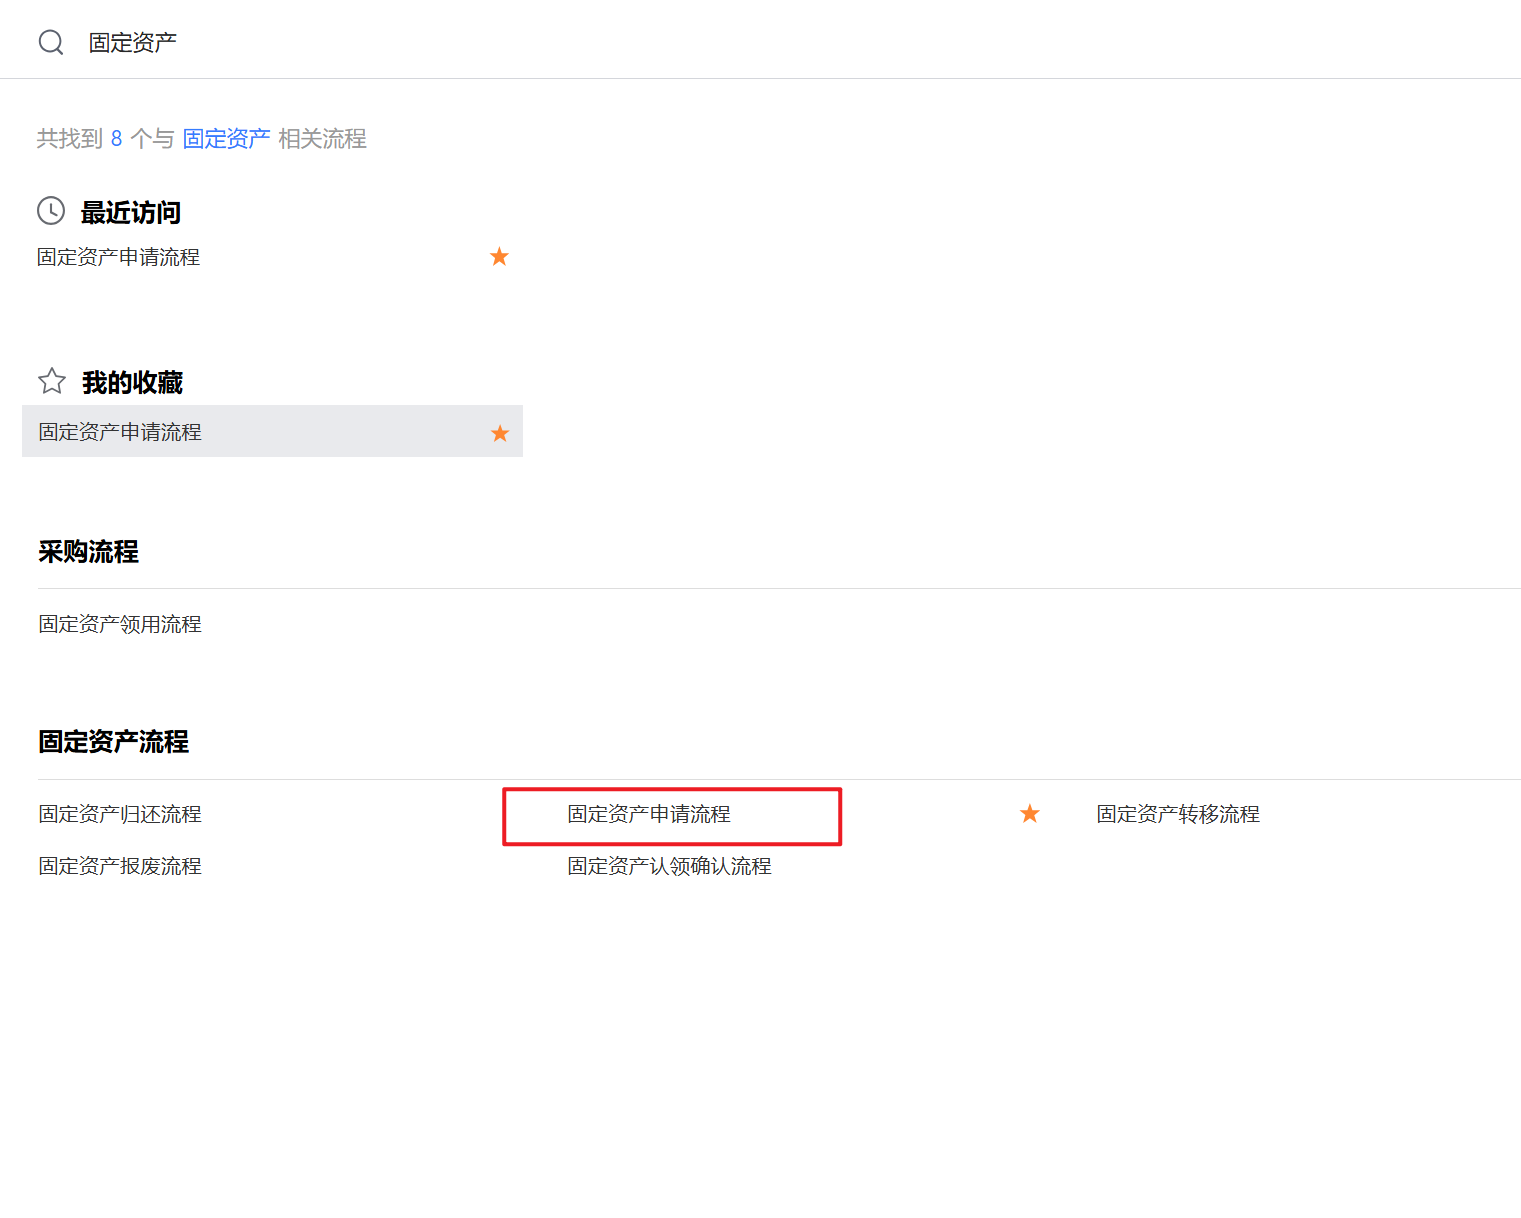 固定资产
共找到 8 个与 固定资产 相关流程
最近访问
固定资产申请流程
我的收藏
固定资产申请流程
采购流程
固定资产领用流程
固定资产流程
固定资产归还流程 固定资产申请流程 固定资产转移流程
固定资产报废流程 固定资产认领确认流程